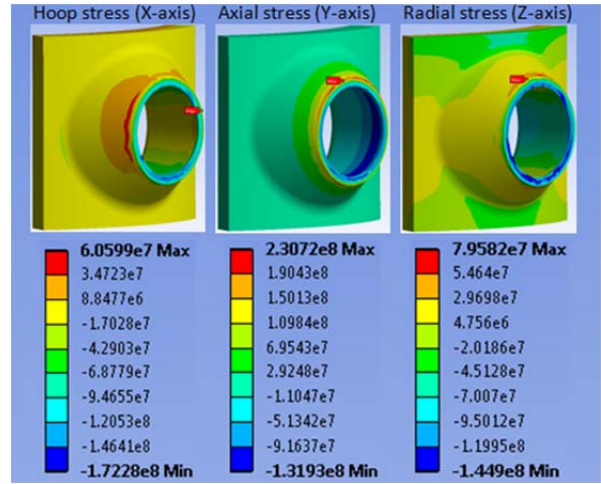 Hoop stress (X-axis)
Axial stress (Y-axis)
Radial stress (Z-axis)
6.0599e7 Max
3.4723e7
8.8477e6
-1.7028e7
-4.2903e7
-6.8779e7
-9.4655e7
-1.2053e8
-1.4641e8
-1.7228e8 Min
2.3072e8 Max
1.9043e8
1.5013e8
1.0984e8
6.9543e7
2.9248e7
-1.1047e7
-5.1342e7
-9.1637e7
-1.3193e8 Min
7.9582e7 Max
5.464e7
2.9698e7
4.756e6
-2.0186e7
-4.5128e7
-7.007e7
-9.5012e7
-1.1995e8
-1.449e8 Min